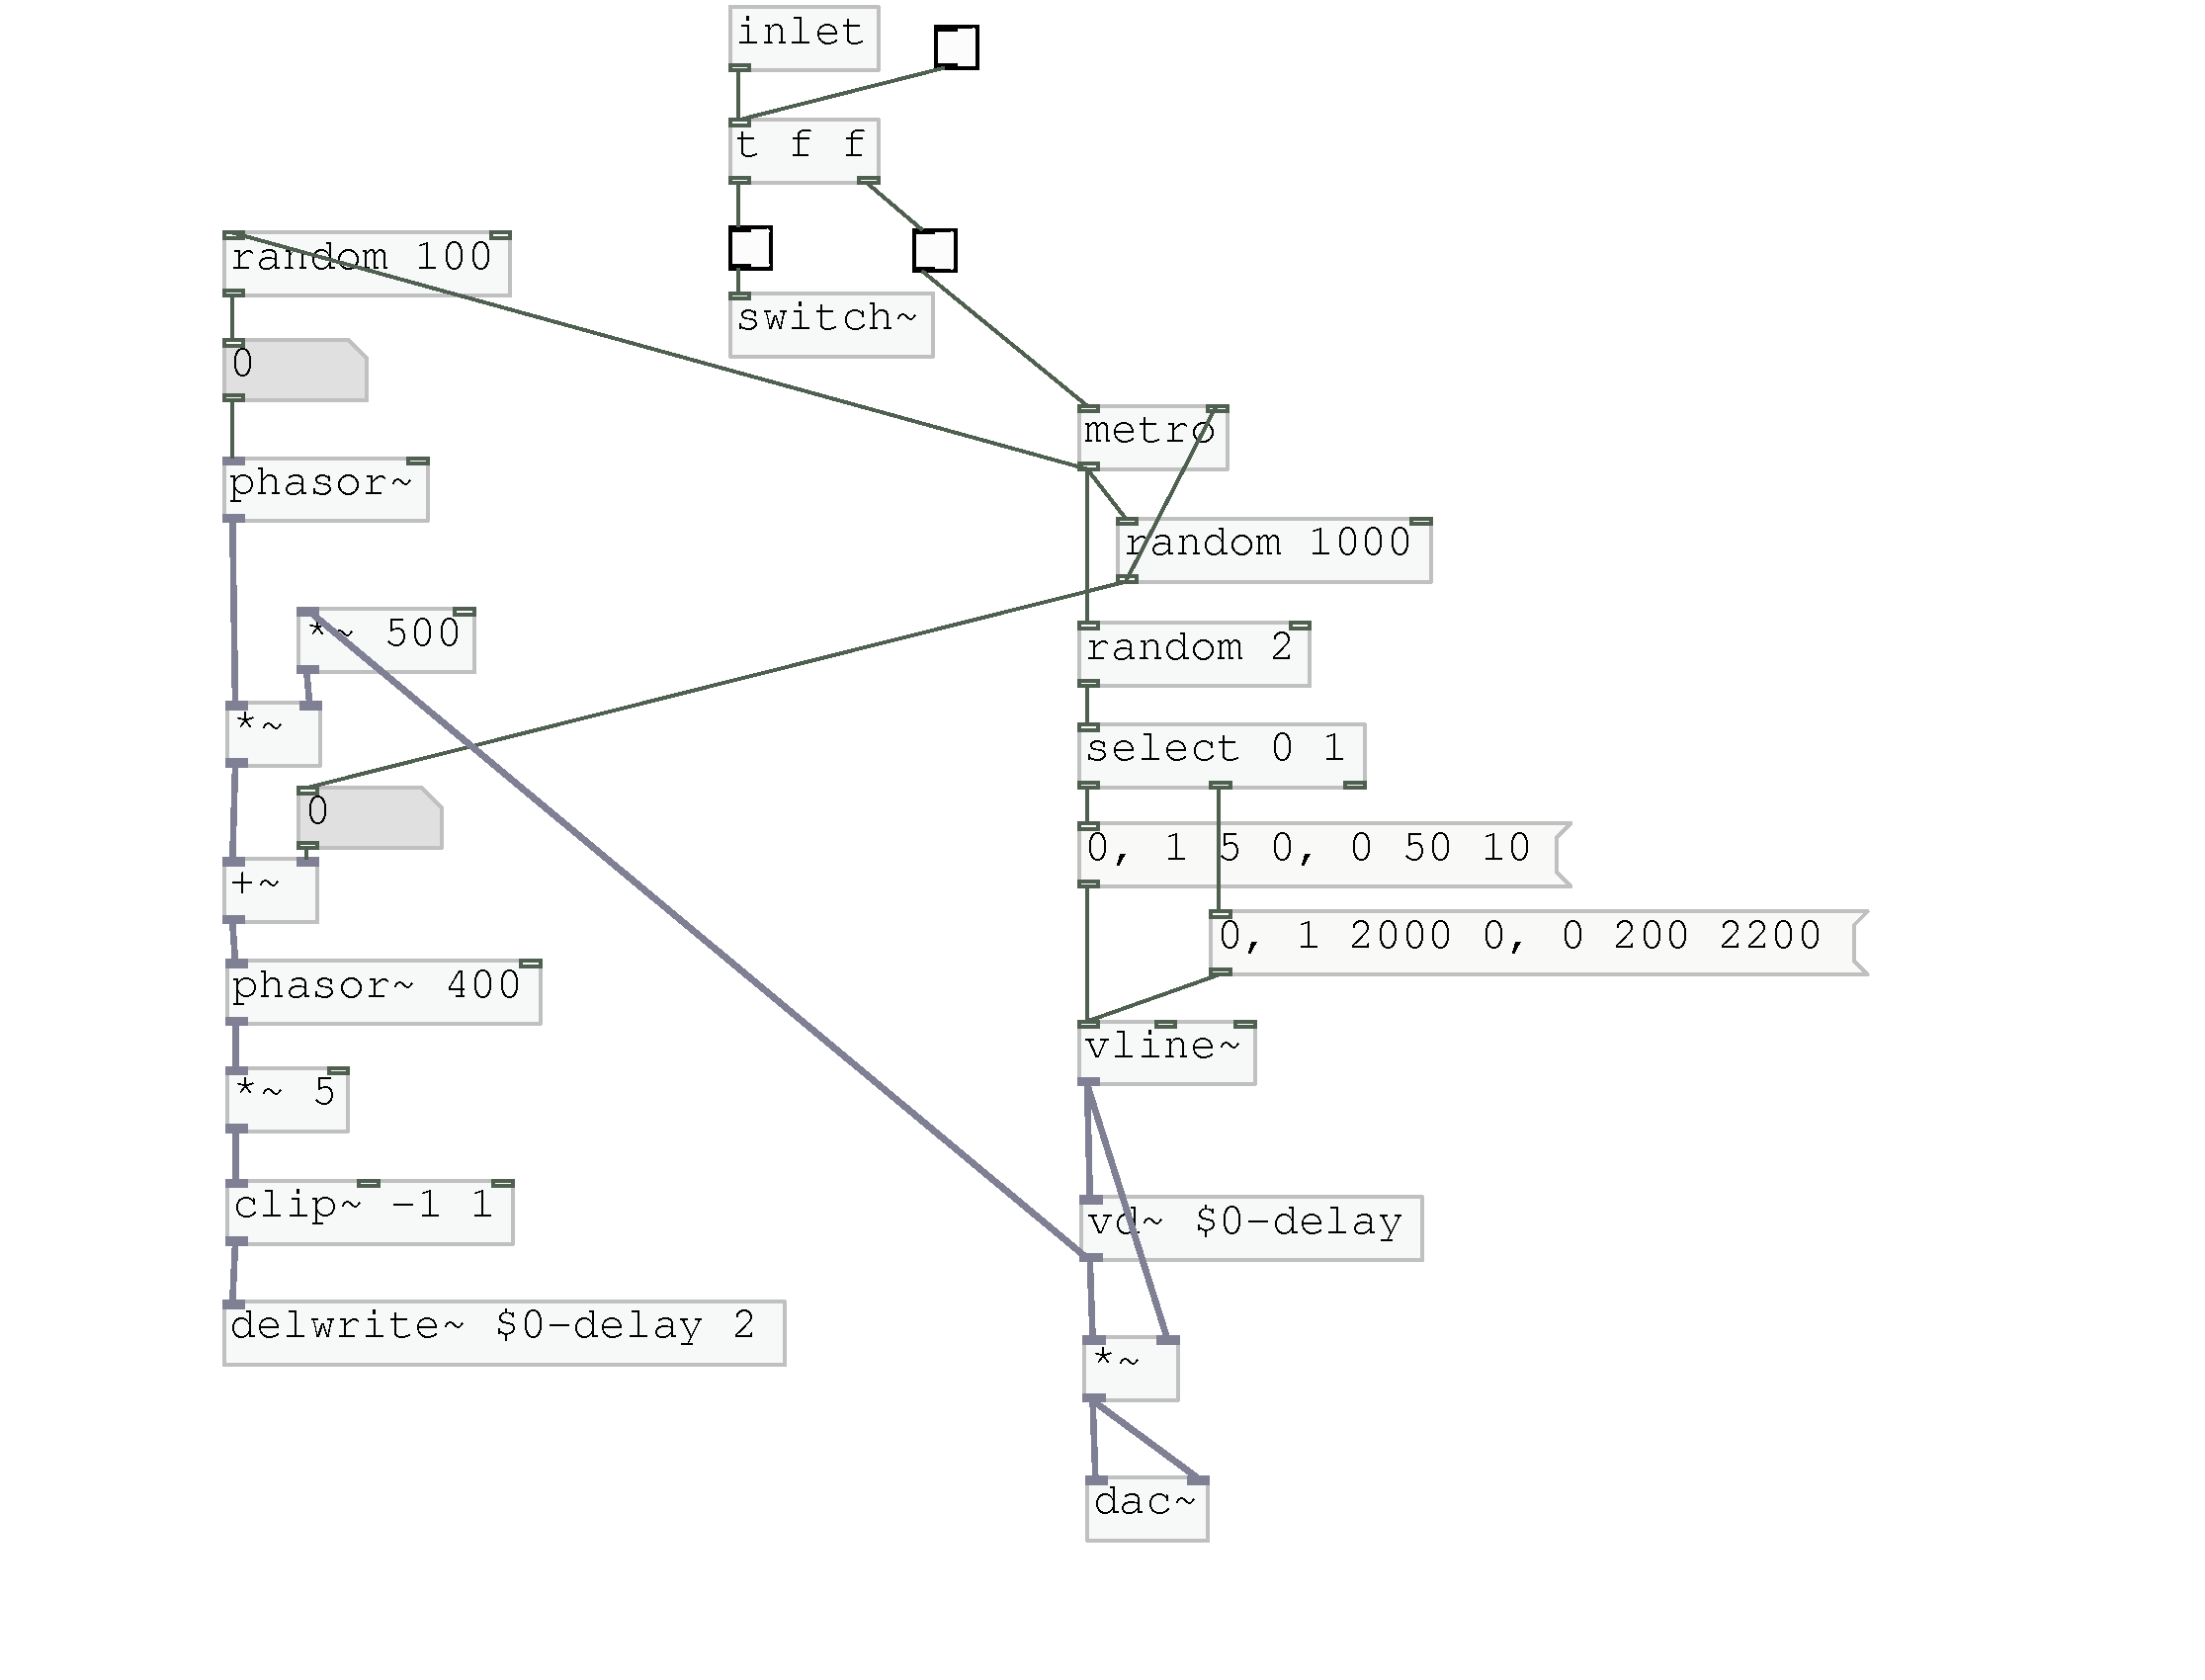 inlet
t f f
random 100
switch~
0
metro
phasor~
random 1000
*~ 500
random 2
*~
select 0 1
0
0, 1 5 0, 0 50 10
+~
0, 1 2000 0, 0 200 2200
phasor~ 400
vline~
*~ 5
clip~ -1 1
vd~ $0-delay
delwrite~ $0-delay 2
*~
dac~